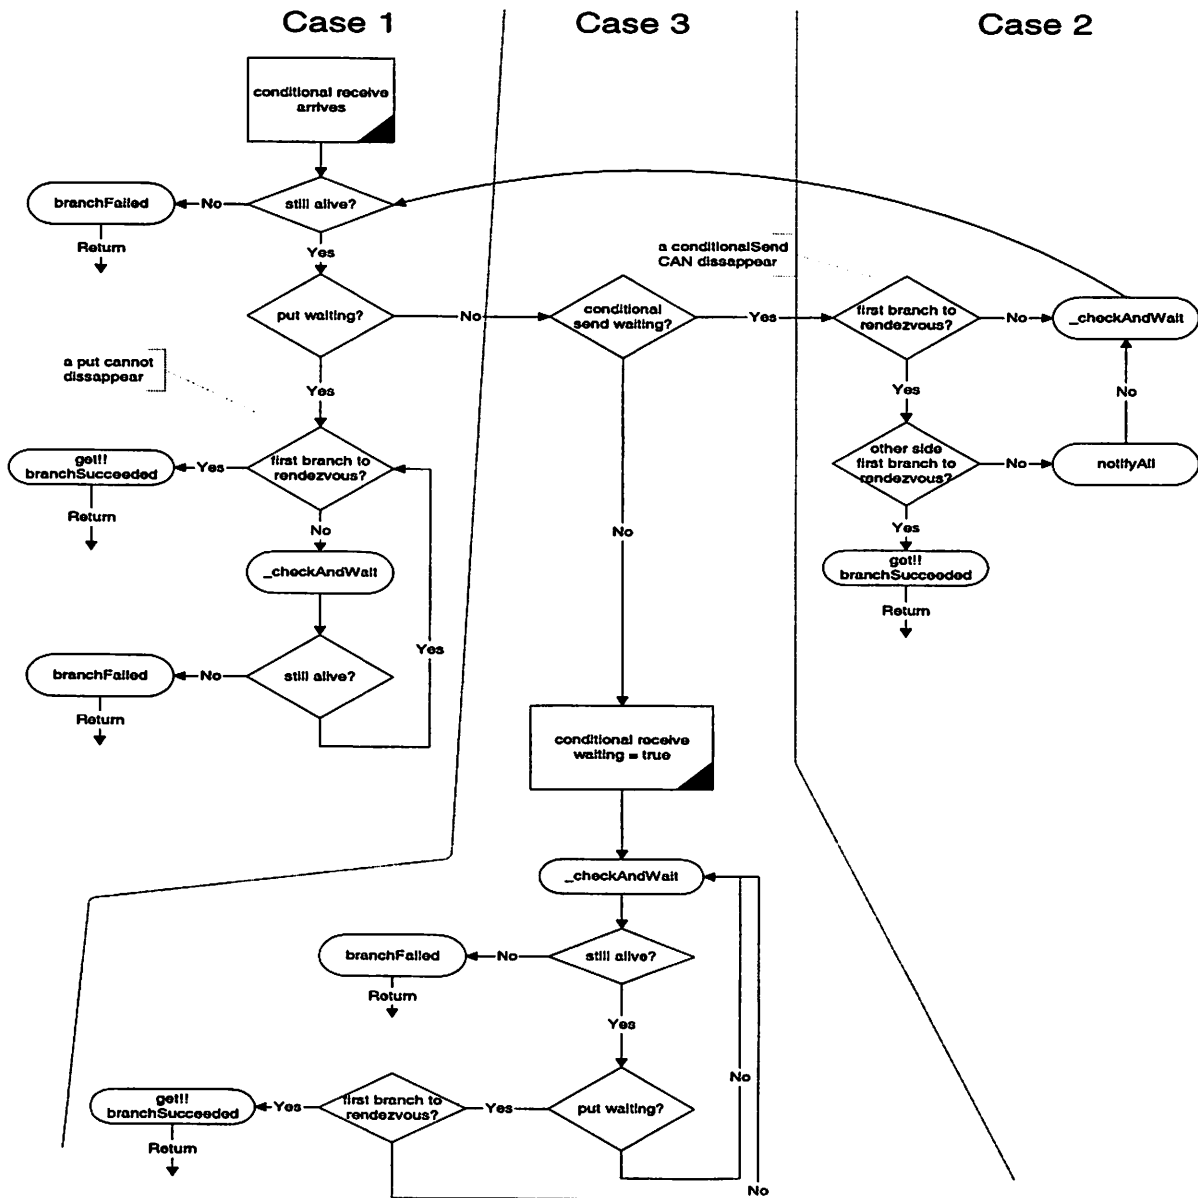 Case 1
Case 3
Case 2
conditional receive
arrives
branchFailed
No
still alive?
Return
Yes
a conditionalSend
CAN dissappear
put waiting?
No
conditional
send waiting?
Yes
first branch to
rendezvous?
No
_checkAndWait
a put cannot
dissappear
Yes
Yes
No
get!!
branchSucceeded
Yes
first branch to
rendezvous?
other side
first branch to
rendezvous?
No
notifyAll
Return
No
No
Yes
_checkAndWait
get!!
branchSucceeded
Return
Yes
branchFailed
No
still alive?
Return
conditional receive
waiting = true
_checkAndWait
branchFailed
No
still alive?
Return
Yes
No
get!!
branchSucceeded
Yes
first branch to
rendezvous?
Yes
put waiting?
Return
No